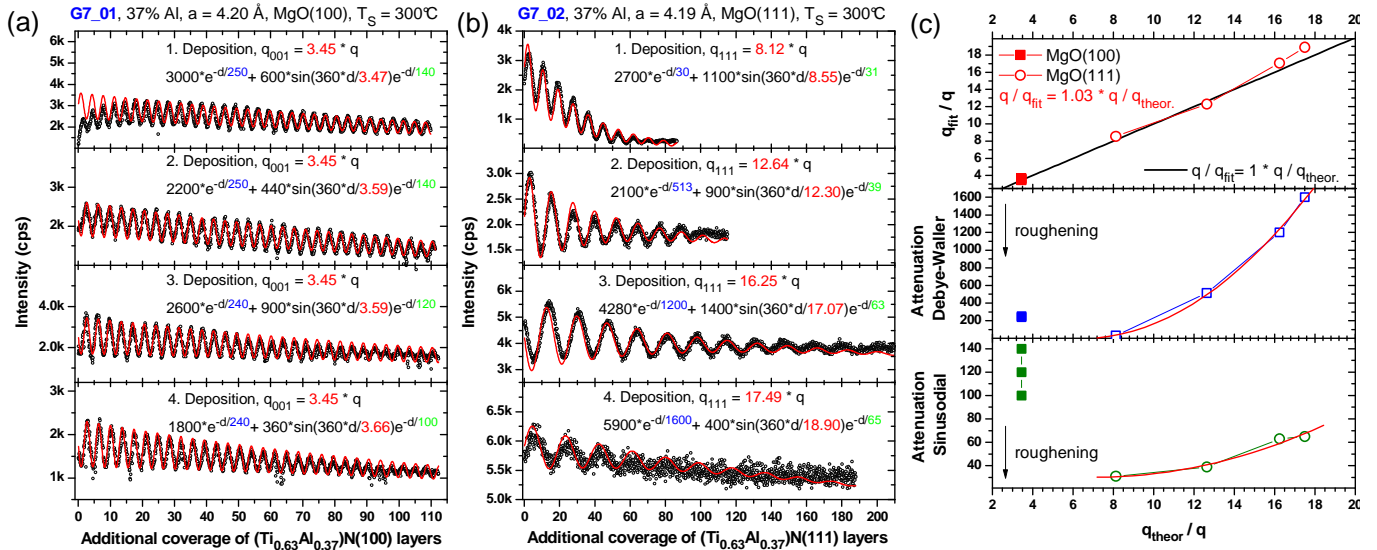 (a) G7_01, 37% Al, a = 4.20 Å, MgO(100), T_S = 300°C
Intensity (cps)
6k
5k
4k
3k
2k
1. Deposition, q_001 = 3.45 * q
3000*e^-d/250 + 600*sin(360*d/3.47)e^-d/140
3k
2k
2. Deposition, q_001 = 3.45 * q
2200*e^-d/250 + 440*sin(360*d/3.59)e^-d/140
4.0k
2.0k
3. Deposition, q_001 = 3.45 * q
2600*e^-d/240 + 900*sin(360*d/3.59)e^-d/120
3k
2k
1k
4. Deposition, q_001 = 3.45 * q
1800*e^-d/240 + 360*sin(360*d/3.66)e^-d/100
0 10 20 30 40 50 60 70 80 90 100 110
Additional coverage of (Ti_0.63Al_0.37)N(100) layers
(b) G7_02, 37% Al, a = 4.19 Å, MgO(111), T_S = 300°C
Intensity (cps)
4k
3k
2k
1k
0
1. Deposition, q_111 = 8.12 * q
2700*e^-d/30 + 1100*sin(360*d/8.55)e^-d/31
3.0k
2.5k
2.0k
1.5k
2. Deposition, q_111 = 12.64 * q
2100*e^-d/513 + 900*sin(360*d/12.30)e^-d/39
6k
5k
4k
3k
3. Deposition, q_111 = 16.25 * q
4280*e^-d/1200 + 1400*sin(360*d/17.07)e^-d/63
6.5k
6.0k
5.5k
5.0k
4. Deposition, q_111 = 17.49 * q
5900*e^-d/1600 + 400*sin(360*d/18.90)e^-d/65
0 20 40 60 80 100 120 140 160 180 200
Additional coverage of (Ti_0.63Al_0.37)N(111) layers
(c)
2 4 6 8 10 12 14 16 18 20
q_fit / q
18
16
14
12
10
8
6
4
MgO(100)
MgO(111)
q / q_fit = 1.03 * q / q_theor.
q / q_fit = 1 * q / q_theor.
Attenuation
Debye-Waller
1600
1400
1200
1000
800
600
400
200
roughening
Attenuation
Sinusodial
140
120
100
80
60
40
roughening
2 4 6 8 10 12 14 16 18 20
q_theor / q